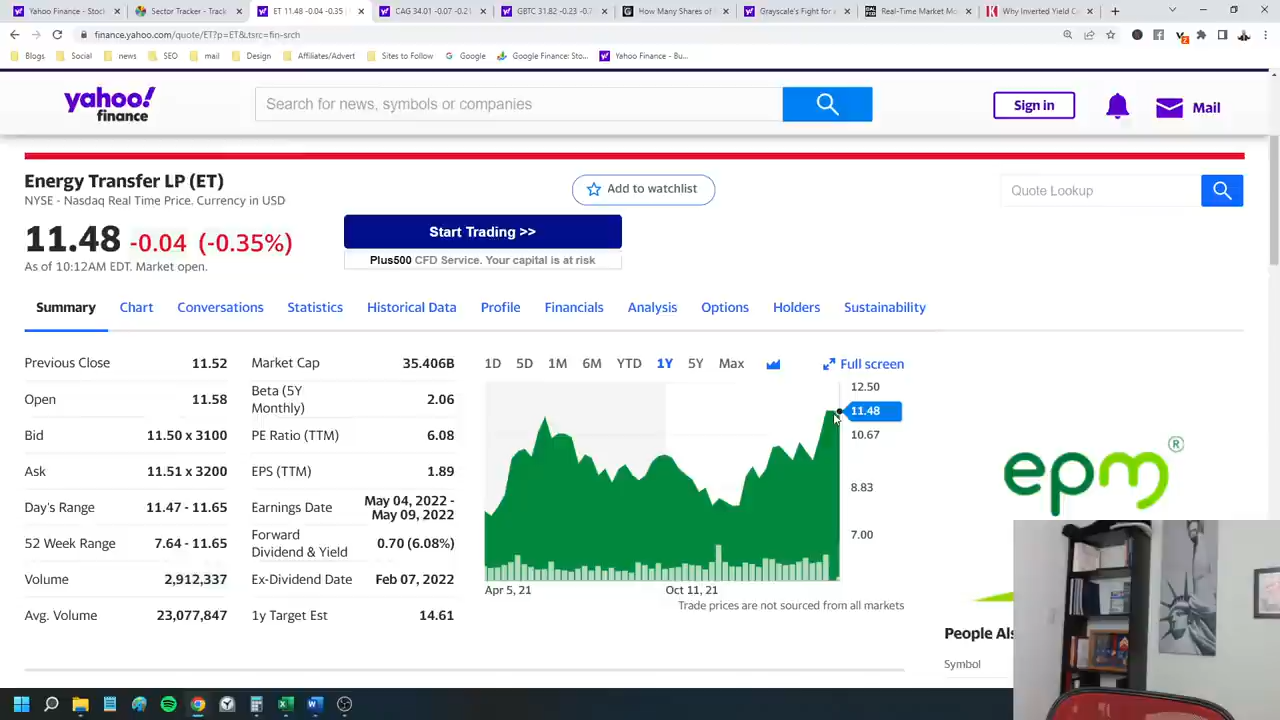 Yahoo Finance - Stock
Sector Tracker - Track
ET 11.48 -0.04 -0.35
CAG 34.01 -0.07 -0.21
GBTC 31.82 -0.23 -0.7
How Many Shares of
Grayscale's Fight for
Real-Time Market M
Why Inverted Yield C
finance.yahoo.com/quote/ET?p=ET&.tsrc=fin-srch
Blogs
Social
news
SEO
mail
Design
Affiliates/Advert
Sites to Follow
Google
Google Finance: Sto...
Yahoo Finance - Bu...
yahoo!
finance
Search for news, symbols or companies
Sign in
Mail
Energy Transfer LP (ET)
NYSE - Nasdaq Real Time Price. Currency in USD
Add to watchlist
Quote Lookup
11.48 -0.04 (-0.35%)
As of 10:12AM EDT. Market open.
Start Trading >>
Plus500 CFD Service. Your capital is at risk
Summary
Chart
Conversations
Statistics
Historical Data
Profile
Financials
Analysis
Options
Holders
Sustainability
Previous Close 11.52
Open 11.58
Bid 11.50 x 3100
Ask 11.51 x 3200
Day's Range 11.47 - 11.65
52 Week Range 7.64 - 11.65
Volume 2,912,337
Avg. Volume 23,077,847
Market Cap 35.406B
Beta (5Y
Monthly) 2.06
PE Ratio (TTM) 6.08
EPS (TTM) 1.89
Earnings Date May 04, 2022 -
May 09, 2022
Forward
Dividend & Yield 0.70 (6.08%)
Ex-Dividend Date Feb 07, 2022
1y Target Est 14.61
1D 5D 1M 6M YTD 1Y 5Y Max
Full screen
12.50
11.48
10.67
8.83
7.00
Apr 5, 21
Oct 11, 21
Trade prices are not sourced from all markets
epm®
People Als
Symbol